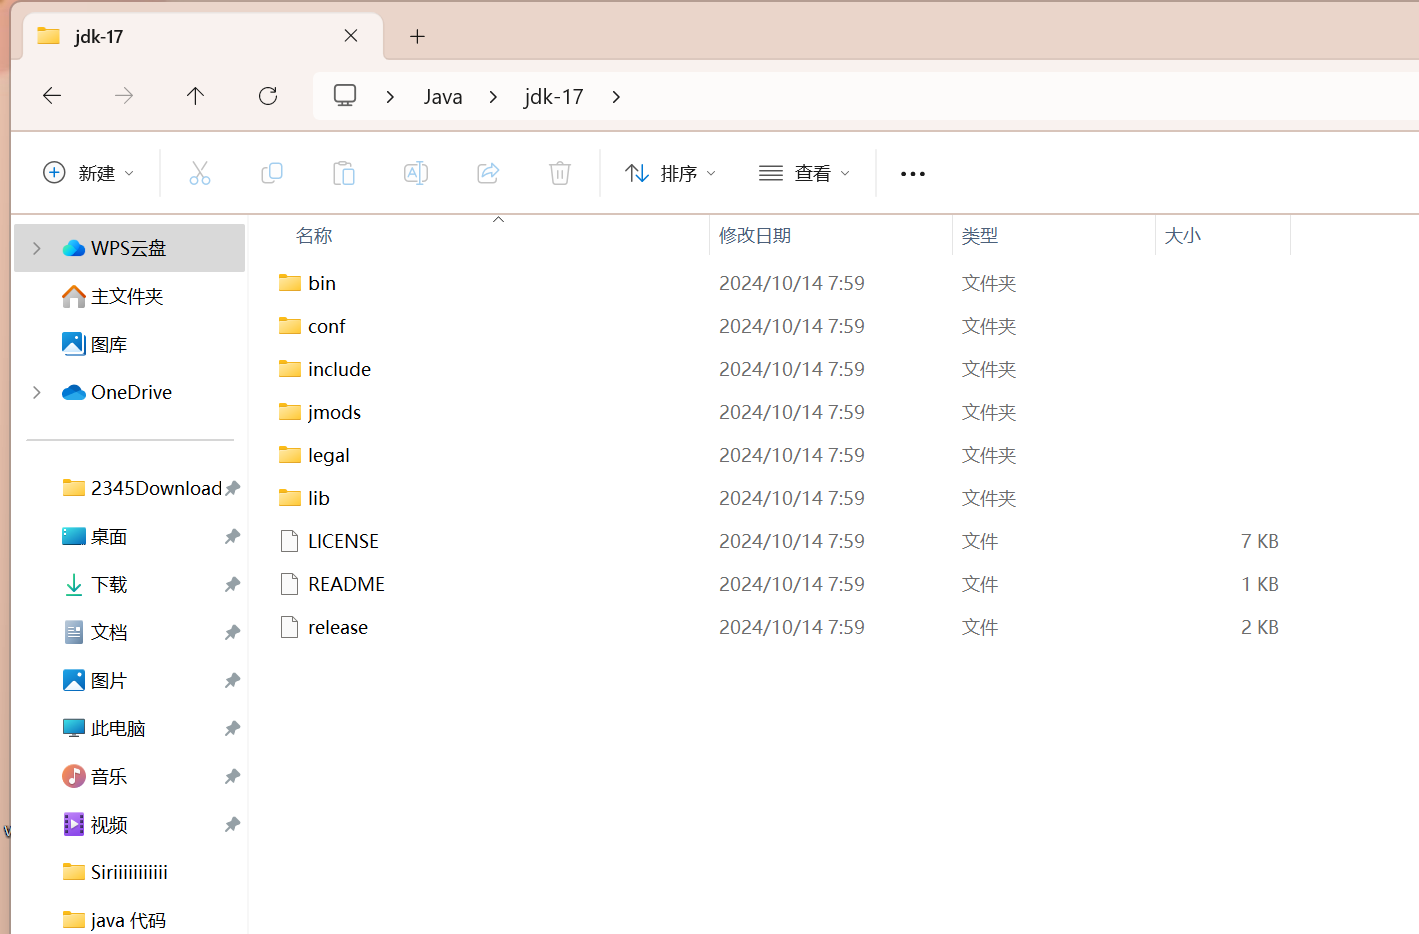 jdk-17
Java jdk-17
新建 排序 查看
名称 修改日期 类型 大小
WPS云盘
主文件夹
图库
OneDrive
2345Download
桌面
下载
文档
图片
此电脑
音乐
视频
Siriiiiiiiiiii
java 代码
bin 2024/10/14 7:59 文件夹
conf 2024/10/14 7:59 文件夹
include 2024/10/14 7:59 文件夹
jmods 2024/10/14 7:59 文件夹
legal 2024/10/14 7:59 文件夹
lib 2024/10/14 7:59 文件夹
LICENSE 2024/10/14 7:59 文件 7 KB
README 2024/10/14 7:59 文件 1 KB
release 2024/10/14 7:59 文件 2 KB